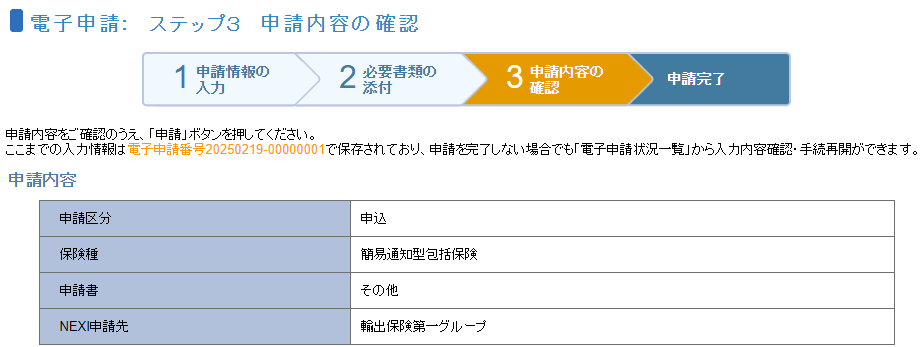 電子申請： ステップ３ 申請内容の確認
1 申請情報の
入力
2 必要書類の
添付
3 申請内容の
確認
申請完了
申請内容をご確認のうえ、「申請」ボタンを押してください。
ここまでの入力情報は電子申請番号20250219-00000001で保存されており、申請を完了しない場合でも「電子申請状況一覧」から入力内容確認・手続再開ができます。
申請内容
申請区分 申込
保険種 簡易通知型包括保険
申請書 その他
NEXI申請先 輸出保険第一グループ